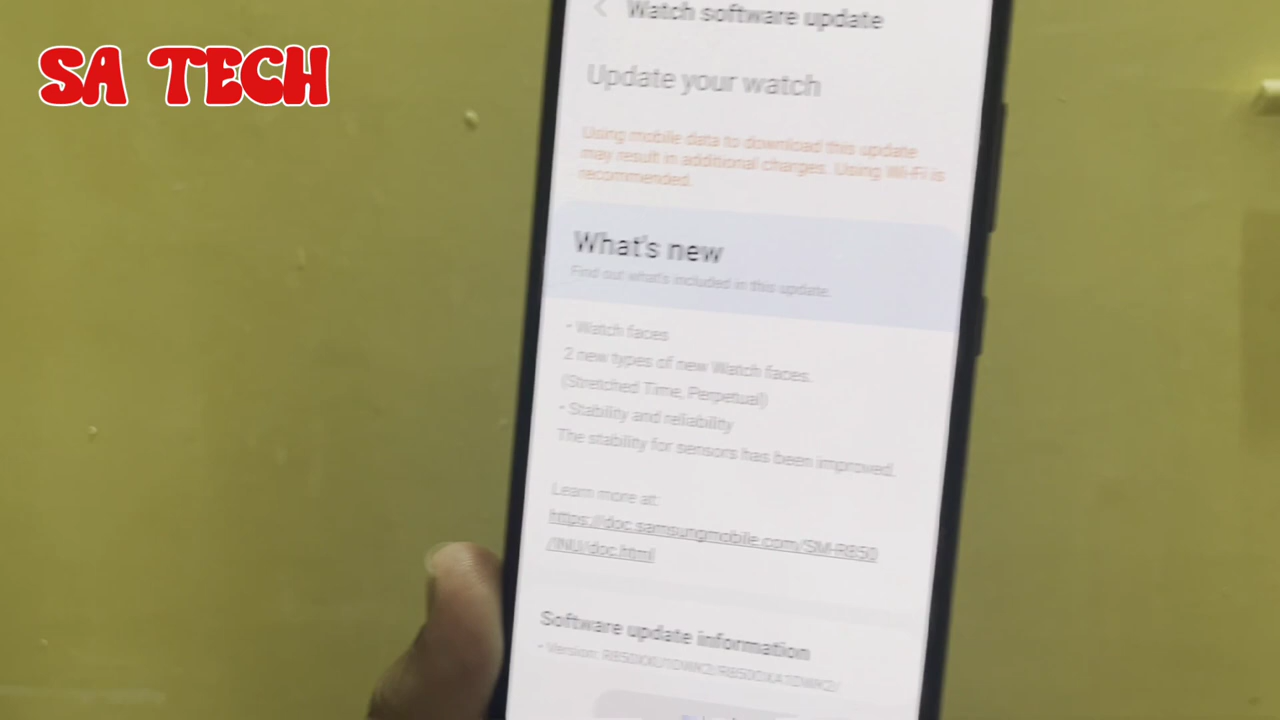 SA TECH
Watch software update
Update your watch
Using mobile data to download this update
may result in additional charges. Using Wi-Fi is
recommended.
What's new
Find out what's included in this update.
• Watch faces
2 new types of new Watch faces.
(Stretched Time, Perpetual)
• Stability and reliability
The stability for sensors has been improved.
Learn more at:
https://doc.samsungmobile.com/SM-R850
/INU/doc.html
Software update information
• Version: